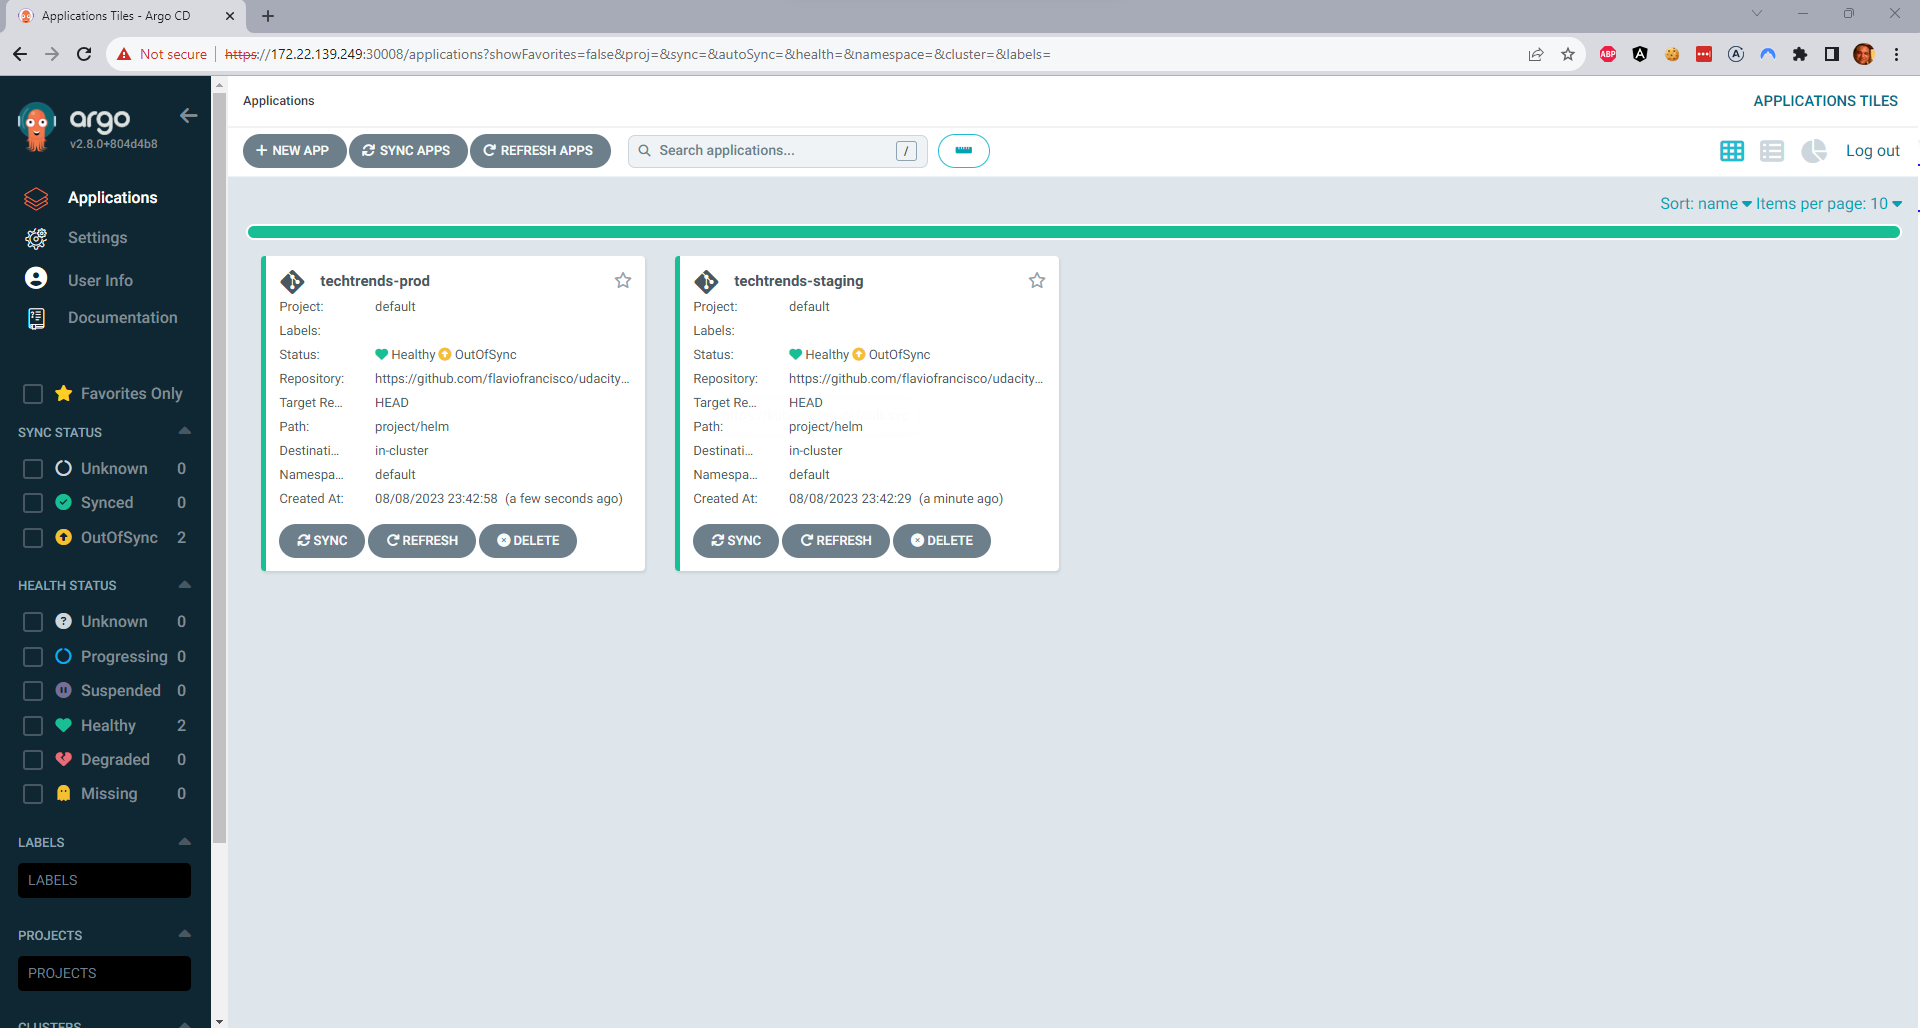 Applications Tiles - Argo CD
Not secure https://172.22.139.249:30008/applications?showFavorites=false&proj=&sync=&autoSync=&health=&namespace=&cluster=&labels=
ABP
argo
v2.8.0+804d4b8
Applications
Settings
User Info
Documentation
Favorites Only
SYNC STATUS
Unknown 0
Synced 0
OutOfSync 2
HEALTH STATUS
Unknown 0
Progressing 0
Suspended 0
Healthy 2
Degraded 0
Missing 0
LABELS
LABELS
PROJECTS
PROJECTS
CLUSTERS
Applications
APPLICATIONS TILES
+ NEW APP SYNC APPS REFRESH APPS Search applications... / Log out
Sort: name Items per page: 10
techtrends-prod
Project: default
Labels:
Status: Healthy OutOfSync
Repository: https://github.com/flaviofrancisco/udacity...
Target Re... HEAD
Path: project/helm
Destinati... in-cluster
Namespa... default
Created At: 08/08/2023 23:42:58 (a few seconds ago)
SYNC REFRESH DELETE
techtrends-staging
Project: default
Labels:
Status: Healthy OutOfSync
Repository: https://github.com/flaviofrancisco/udacity...
Target Re... HEAD
Path: project/helm
Destinati... in-cluster
Namespa... default
Created At: 08/08/2023 23:42:29 (a minute ago)
SYNC REFRESH DELETE